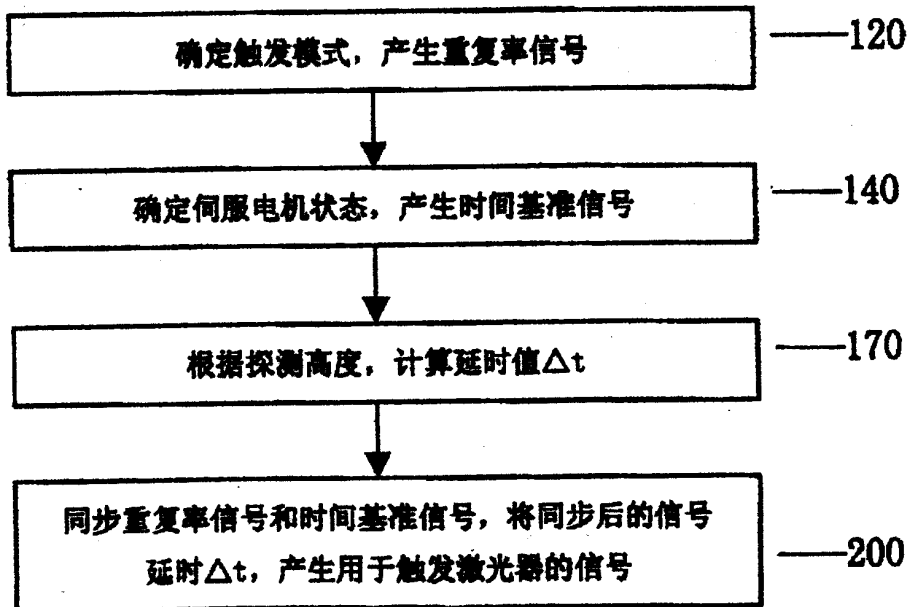 确定触发模式，产生重复率信号
120
确定伺服电机状态，产生时间基准信号
140
根据探测高度，计算延时值△t
170
同步重复率信号和时间基准信号，将同步后的信号
延时△t，产生用于触发激光器的信号
200